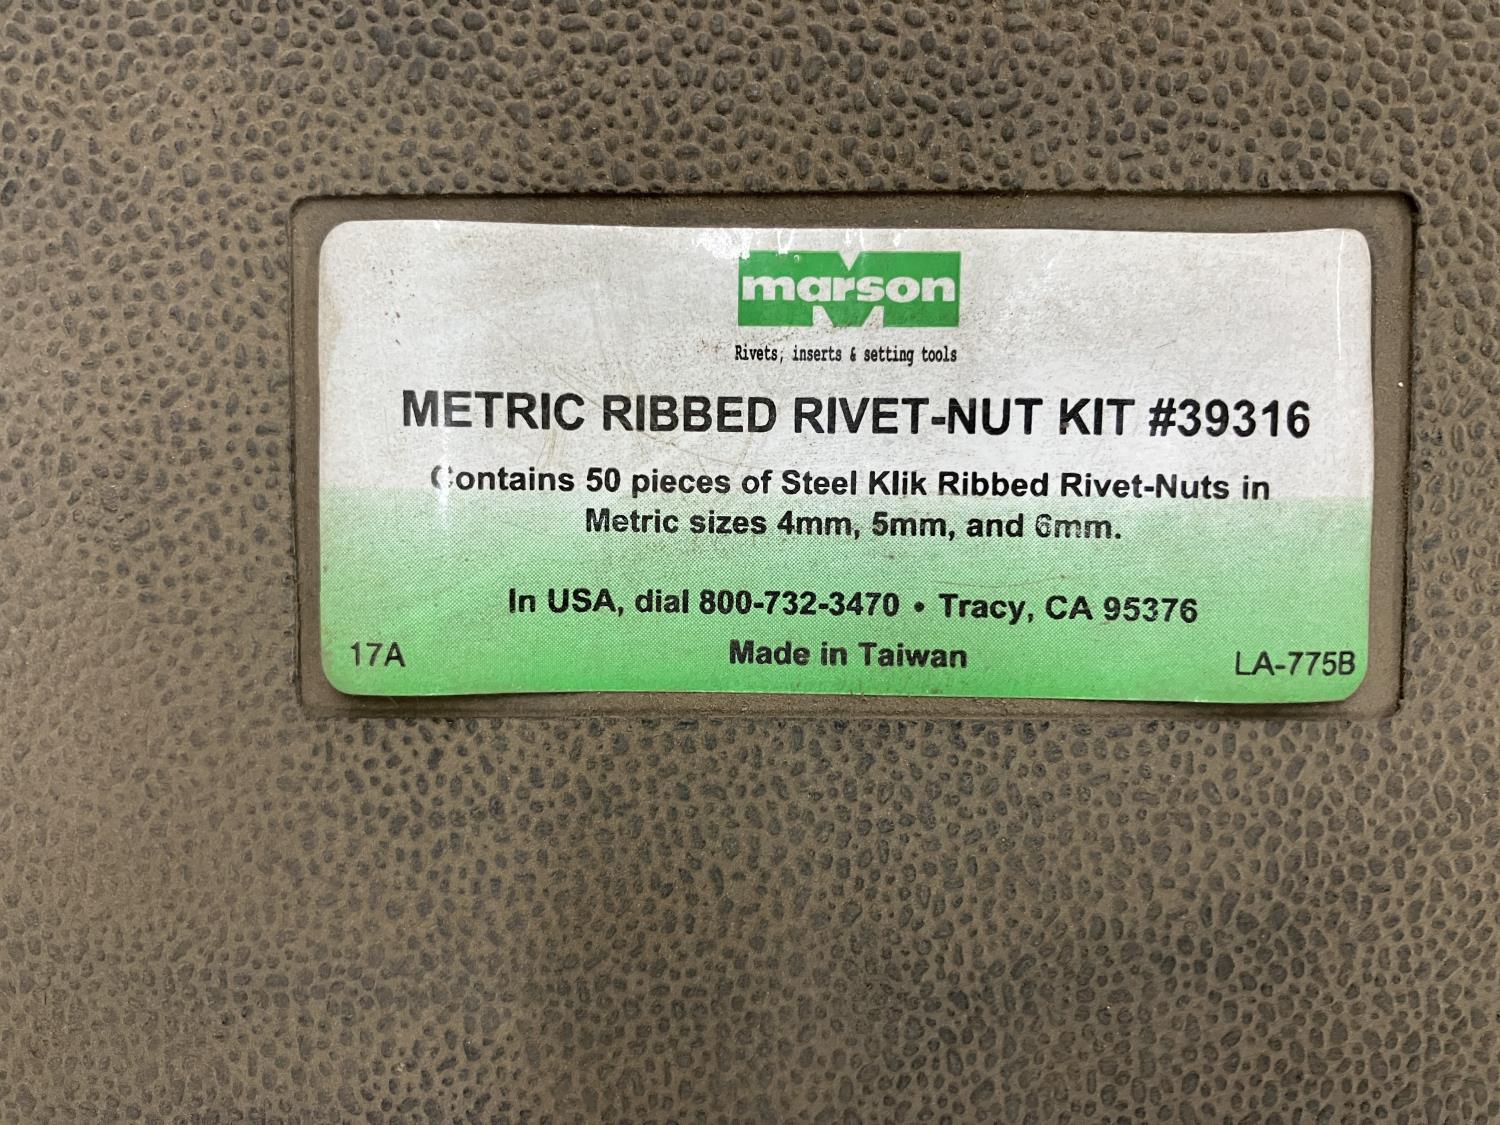 marson
Rivets, inserts & setting tools
METRIC RIBBED RIVET-NUT KIT #39316
Contains 50 pieces of Steel Klik Ribbed Rivet-Nuts in
Metric sizes 4mm, 5mm, and 6mm.
In USA, dial 800-732-3470 • Tracy, CA 95376
17A Made in Taiwan LA-775B